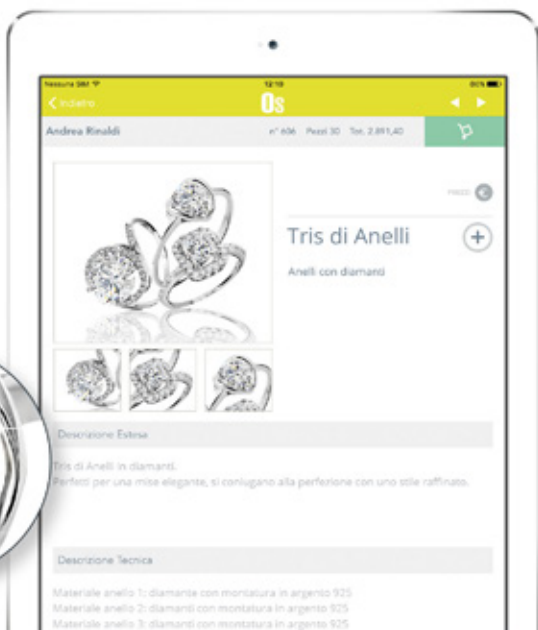 Nessuna SIM 12:10 80%
Indietro Os
Andrea Rinaldi n° 606 Pezzi 30 Tot. 2.891,40
PREZZI €
Tris di Anelli
Anelli con diamanti
Descrizione Estesa
Tris di Anelli in diamanti.
Perfetti per una mise elegante, si coniugano alla perfezione con uno stile raffinato.
Descrizione Tecnica
Materiale anello 1: diamante con montatura in argento 925
Materiale anello 2: diamanti con montatura in argento 925
Materiale anello 3: diamanti con montatura in argento 925